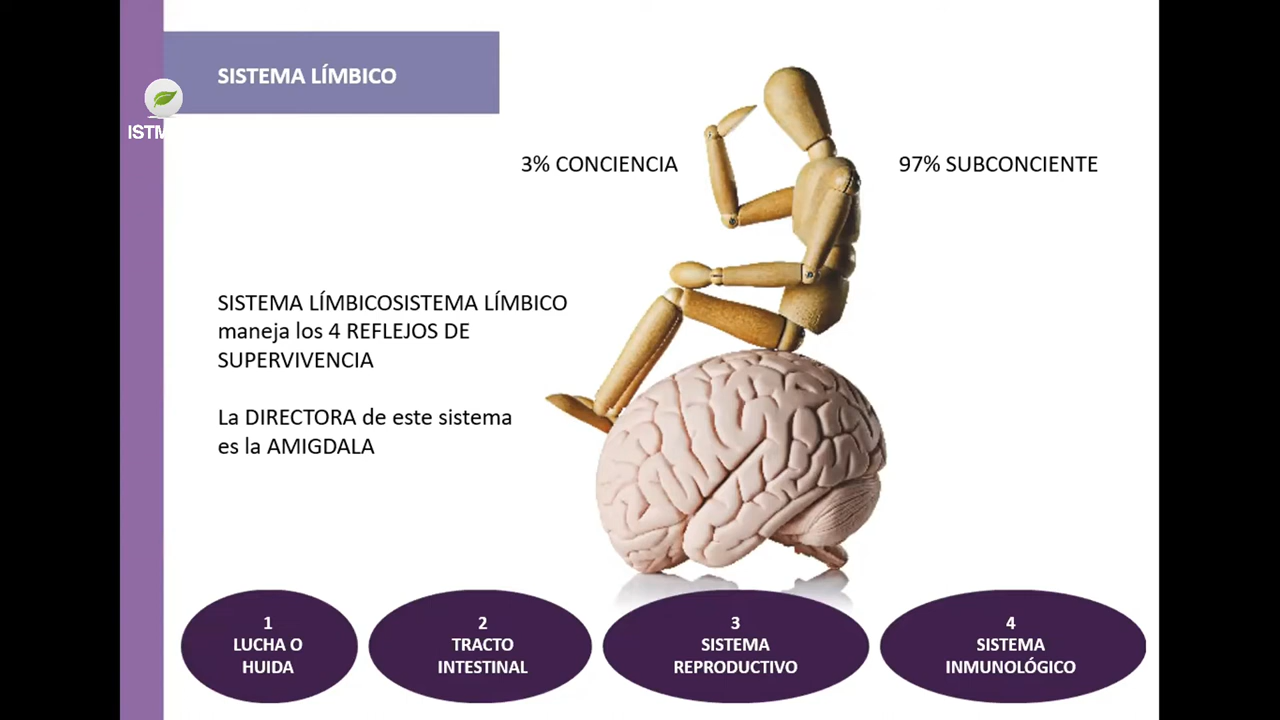 SISTEMA LÍMBICO
ISTM
3% CONCIENCIA
97% SUBCONCIENTE
SISTEMA LÍMBICOSISTEMA LÍMBICO
maneja los 4 REFLEJOS DE
SUPERVIVENCIA
La DIRECTORA de este sistema
es la AMIGDALA
1
LUCHA O
HUIDA
2
TRACTO
INTESTINAL
3
SISTEMA
REPRODUCTIVO
4
SISTEMA
INMUNOLÓGICO